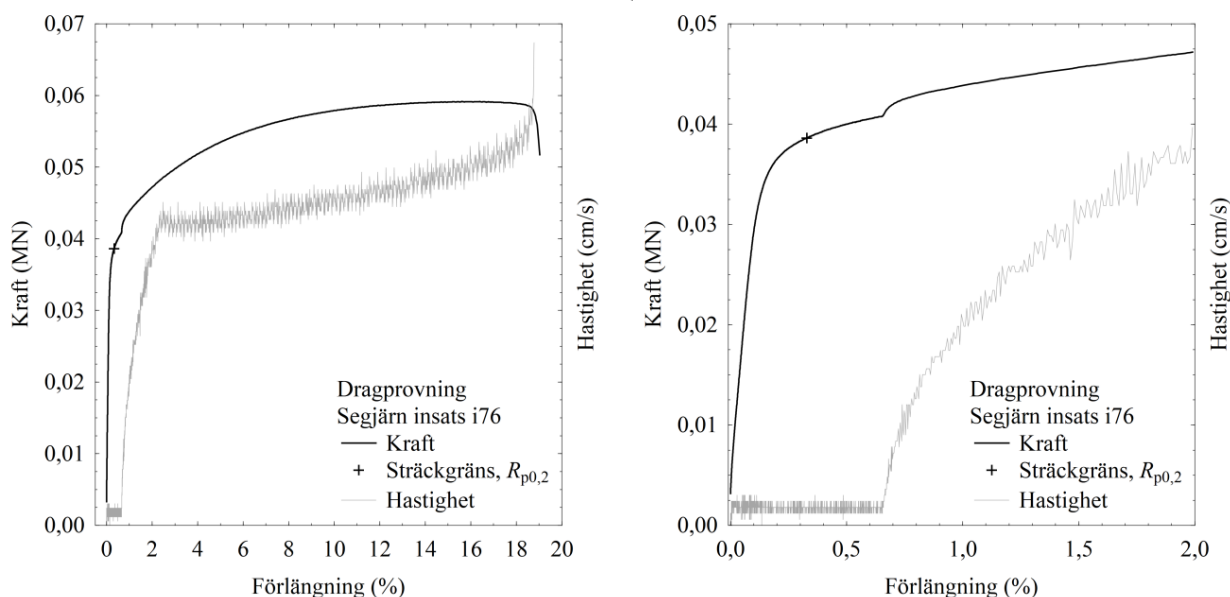 0,07
0,06
0,05
0,04
0,03
0,02
0,01
0,00
Kraft (MN)
Hastighet (cm/s)
Dragprovning
Segjärn insats i76
Kraft
Sträckgräns, Rp0,2
Hastighet
0 2 4 6 8 10 12 14 16 18 20
Förlängning (%)
0,05
0,04
0,03
0,02
0,01
0,00
Kraft (MN)
Hastighet (cm/s)
Dragprovning
Segjärn insats i76
Kraft
Sträckgräns, Rp0,2
Hastighet
0,0 0,5 1,0 1,5 2,0
Förlängning (%)